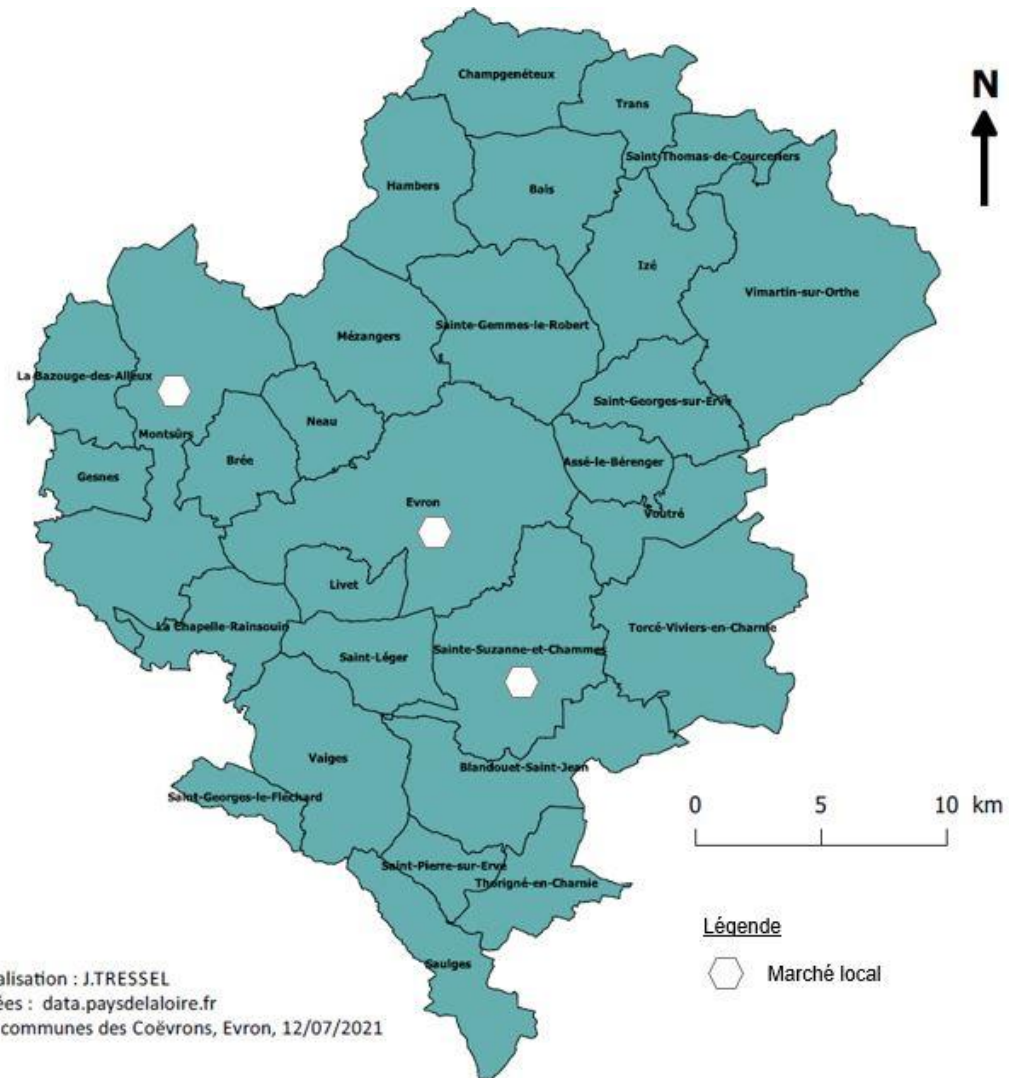 Champgenéteux
N
Trans
Saint-Thomas-de-Courceriers
Hambers
Bais
Izé
Vimartin-sur-Orthe
Mézangers
Sainte-Gemmes-le-Robert
La Bazouge-des-Alleux
Saint-Georges-sur-Erve
Neau
Montsûrs
Brée
Assé-le-Bérenger
Gesnes
Evron
Voutré
Livet
La Chapelle-Rainsouin
Torcé-Viviers-en-Charnie
Saint-Léger
Sainte-Suzanne-et-Chammes
Vaiges
Blandouet-Saint-Jean
Saint-Georges-le-Fléchard
0 5 10 km
Saint-Pierre-sur-Erve
Thorigné-en-Charnie
Légende
Saulges
Marché local
alisation : J.TRESSEL
ées : data.paysdelaloire.fr
communes des Coëvrons, Evron, 12/07/2021